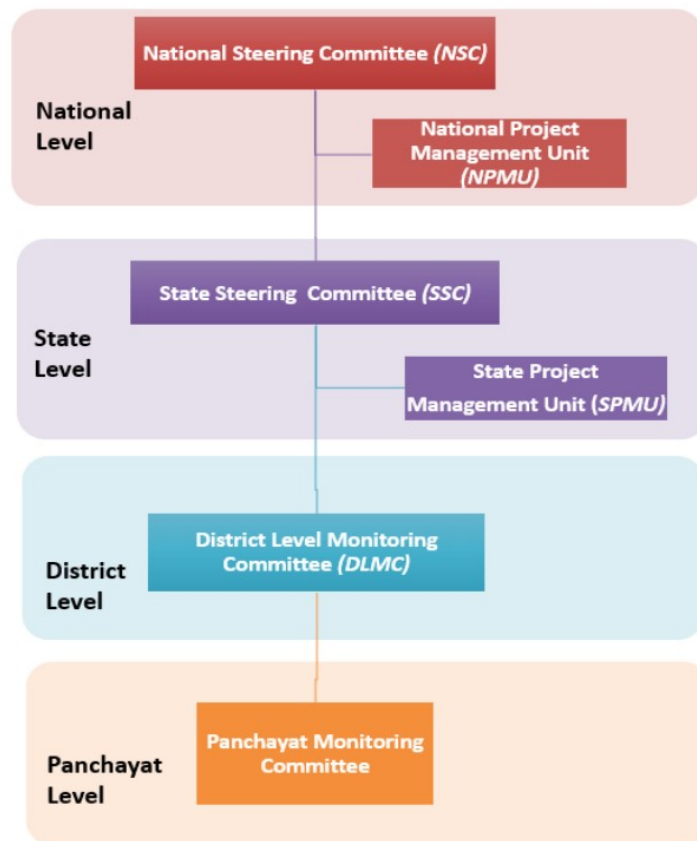 National Steering Committee (NSC)
National
Level
National Project
Management Unit
(NPMU)
State Steering  Committee (SSC)
State
Level
State Project
Management Unit (SPMU)
District Level Monitoring
Committee (DLMC)
District
Level
Panchayat Monitoring
Committee
Panchayat
Level